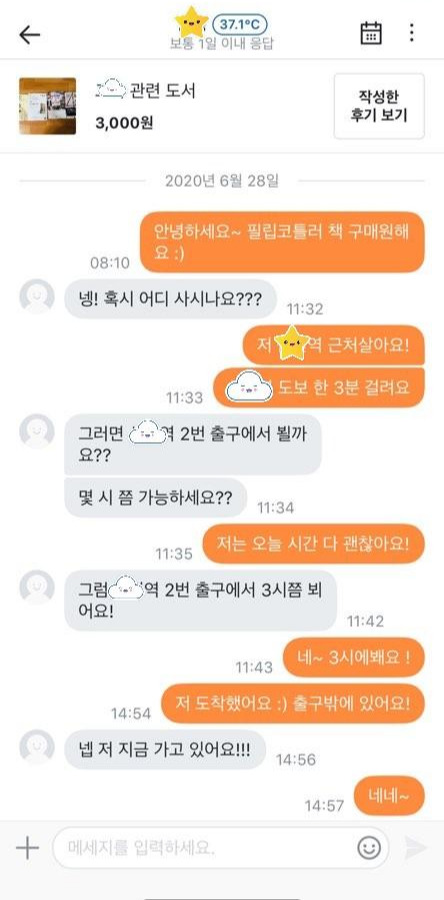 37.1°C
보통 1일 이내 응답
관련 도서
3,000원
작성한
후기 보기
2020년 6월 28일
안녕하세요~ 필립코틀러 책 구매원해
요 :)
08:10
넹! 혹시 어디 사시나요???
11:32
저 역 근처살아요!
도보 한 3분 걸려요
11:33
그러면 역 2번 출구에서 뵐까
요??
몇 시 쯤 가능하세요??
11:34
저는 오늘 시간 다 괜찮아요!
11:35
그럼 역 2번 출구에서 3시쯤 뵈
어요!
11:42
네~ 3시에봬요 !
11:43
저 도착했어요 :) 출구밖에 있어요!
14:54
넵 저 지금 가고 있어요!!!
14:56
네네~
14:57
메세지를 입력하세요.